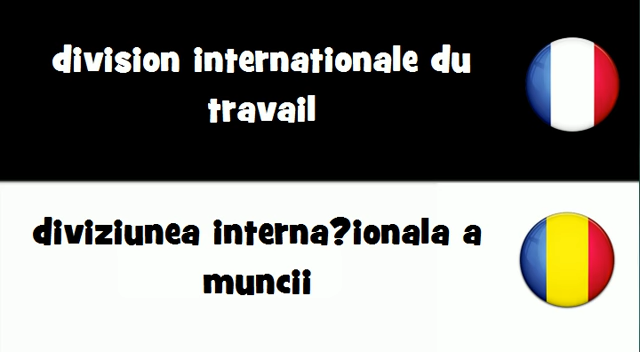 division internationale du
travail
diviziunea interna?ionala a
muncii